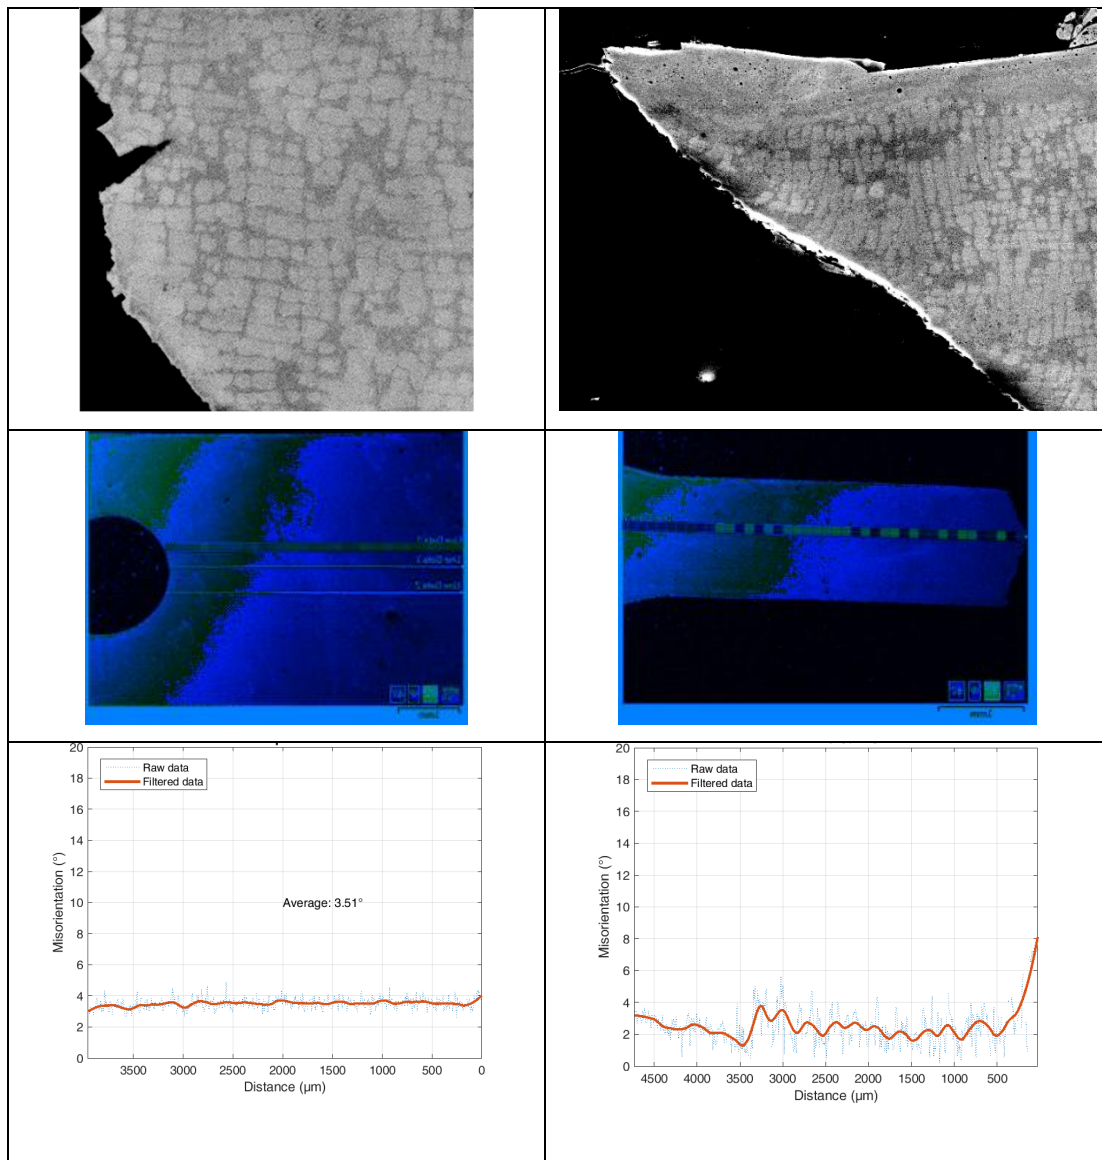 20
18
16
14
12
10
8
6
4
2
0
Misorientation (°)
Raw data
Filtered data
Average: 3.51°
3500 3000 2500 2000 1500 1000 500 0
Distance (µm)
20
18
16
14
12
10
8
6
4
2
0
Misorientation (°)
Raw data
Filtered data
4500 4000 3500 3000 2500 2000 1500 1000 500
Distance (µm)